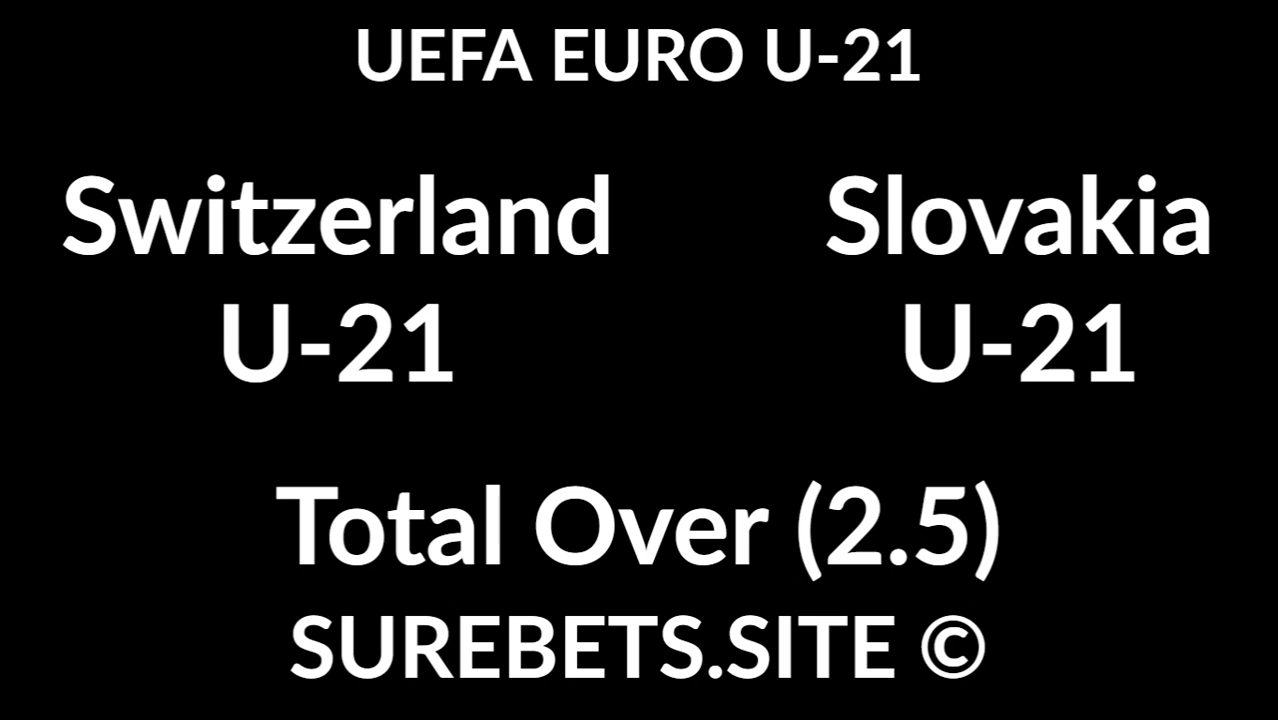 UEFA EURO U-21
Switzerland
U-21
Slovakia
U-21
Total Over (2.5)
SUREBETS.SITE ©